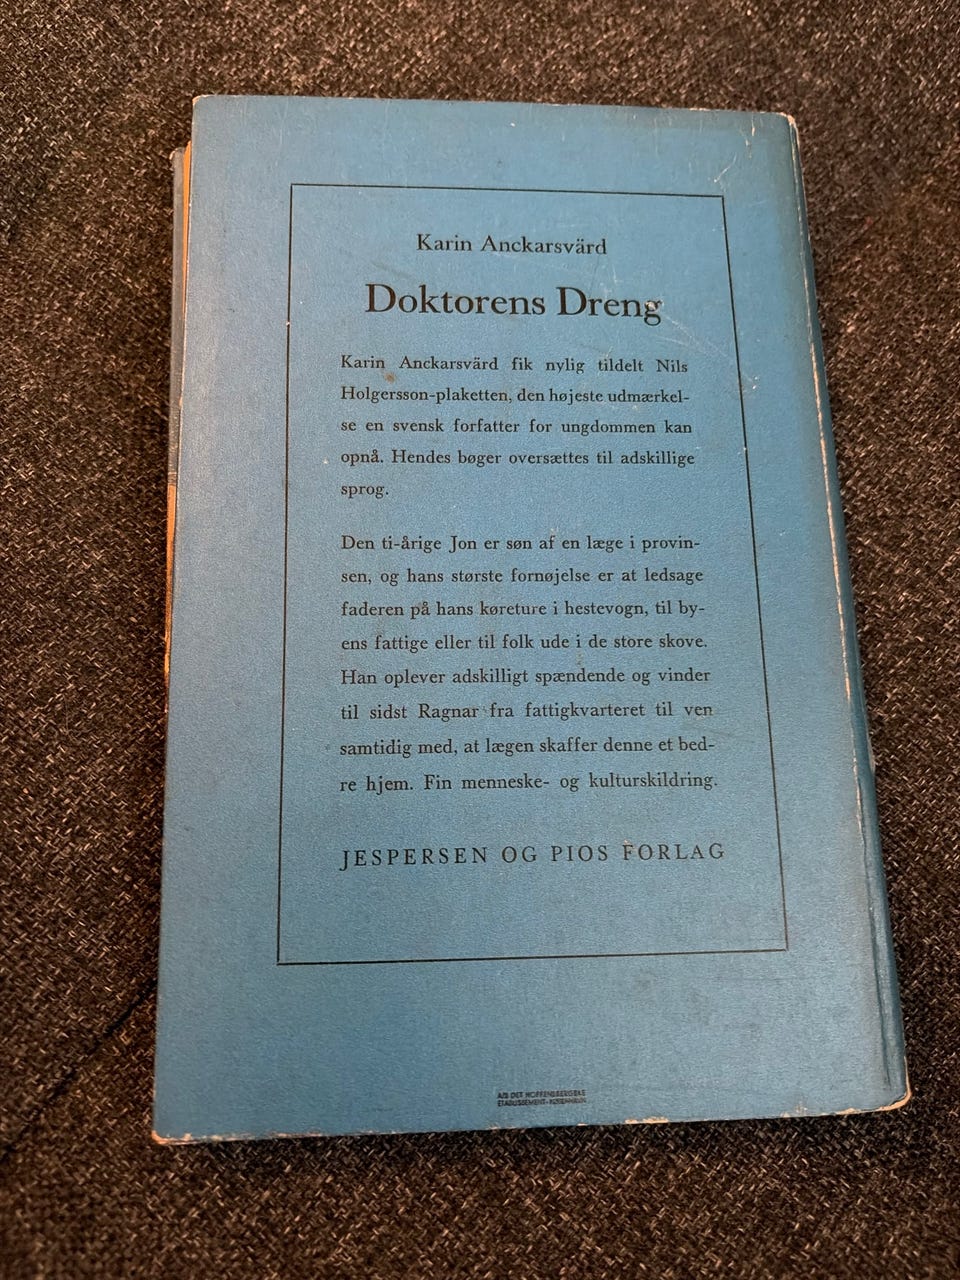 Karin Anckarsvärd
Doktorens Dreng
Karin Anckarsvärd fik nylig tildelt Nils
Holgersson-plaketten, den højeste udmærkel-
se en svensk forfatter for ungdommen kan
opnå. Hendes bøger oversættes til adskillige
sprog.
Den ti-årige Jon er søn af en læge i provin-
sen, og hans største fornøjelse er at ledsage
faderen på hans køreture i hestevogn, til by-
ens fattige eller til folk ude i de store skove.
Han oplever adskilligt spændende og vinder
til sidst Ragnar fra fattigkvarteret til ven
samtidig med, at lægen skaffer denne et bed-
re hjem. Fin menneske- og kulturskildring.
JESPERSEN OG PIOS FORLAG
A/S DET HOFFENSBERGSKE
ETABLISSEMENT - KØBENHAVN